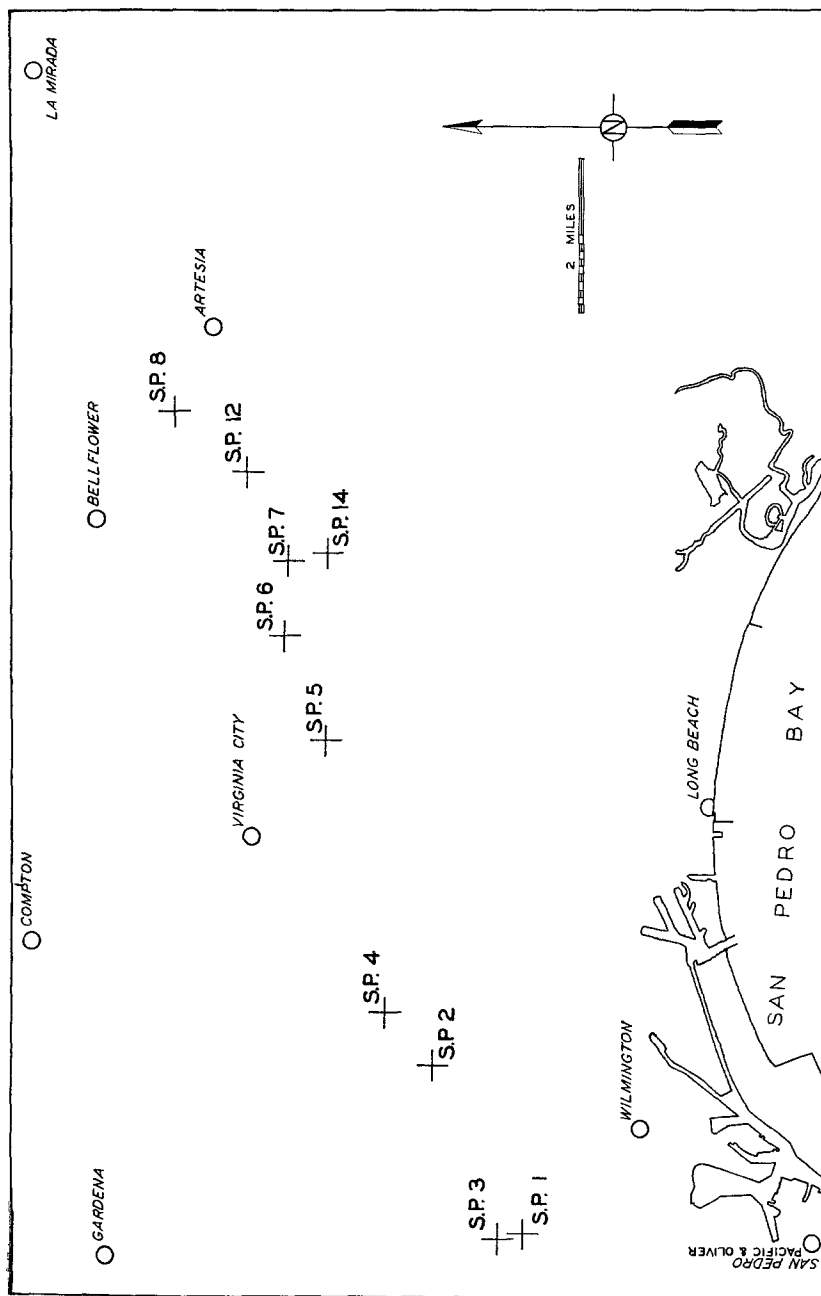 LA MIRADA
ARTESIA
S.P. 8
BELLFLOWER
S.P. 12
S.P. 7
S.P. 14
S.P. 6
S.P. 5
VIRGINIA CITY
COMPTON
S.P. 4
S.P 2
GARDENA
S.P. 3
S.P. 1
N
2 MILES
LONG BEACH
SAN PEDRO BAY
WILMINGTON
SAN PEDRO
PACIFIC & OLIVER